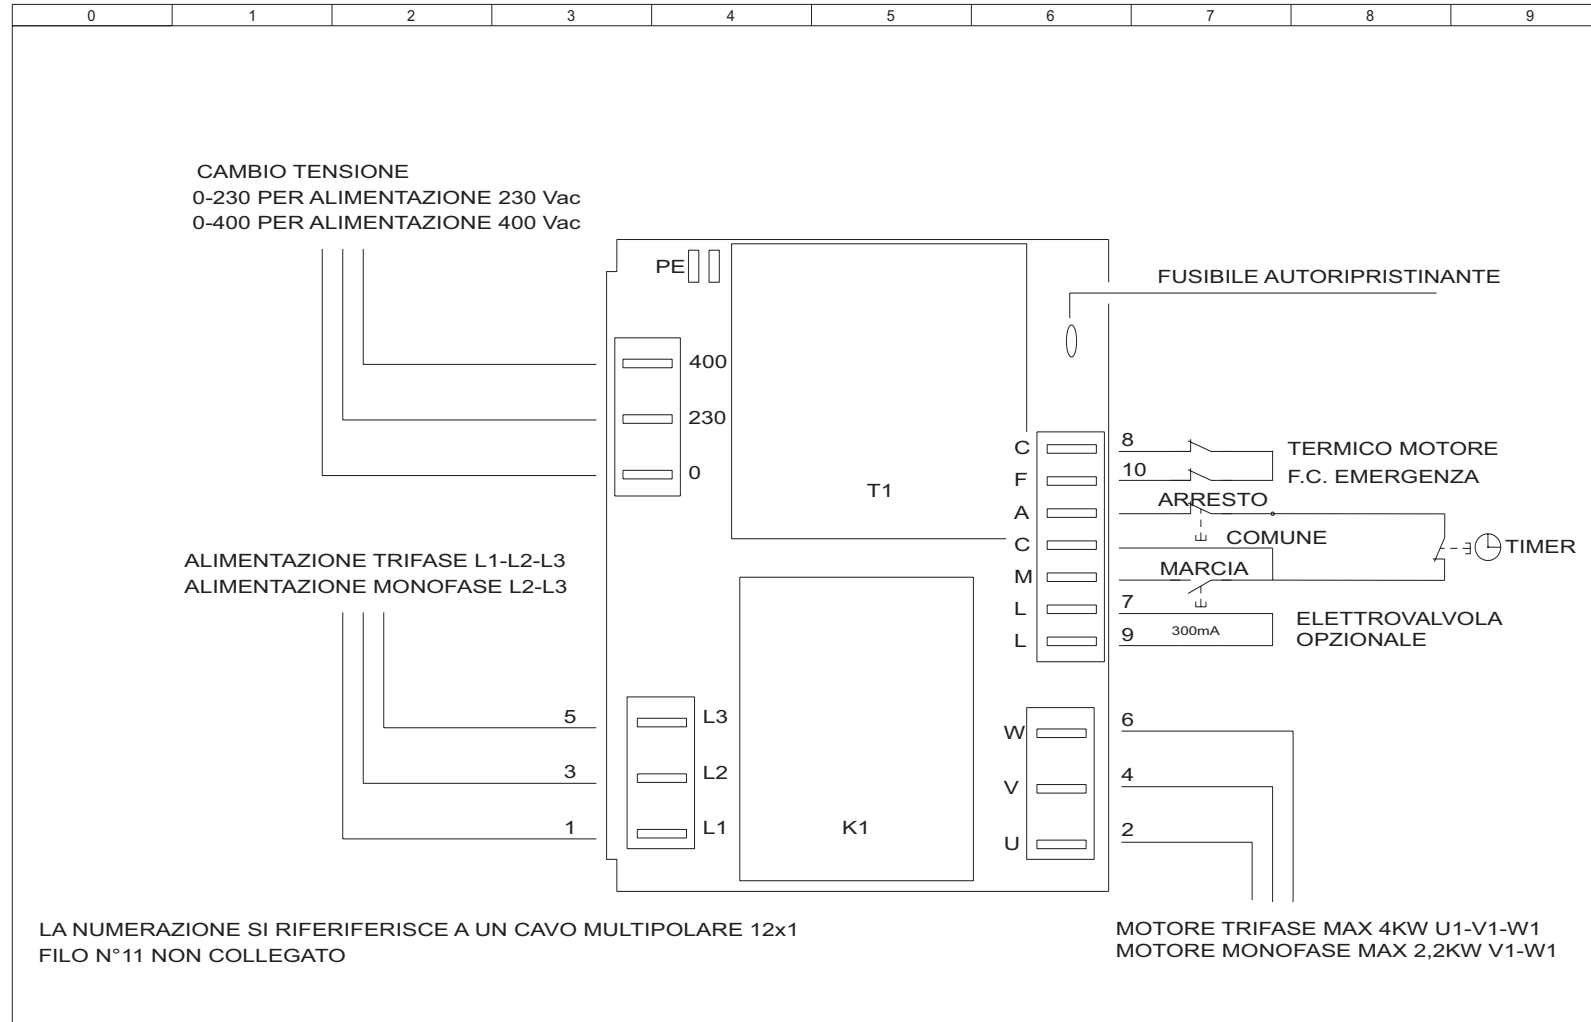 0 1 2 3 4 5 6 7 8 9
CAMBIO TENSIONE
0-230 PER ALIMENTAZIONE 230 Vac
0-400 PER ALIMENTAZIONE 400 Vac
PE
FUSIBILE AUTORIPRISTINANTE
400
230
0
T1
C 8 TERMICO MOTORE
F 10 F.C. EMERGENZA
A ARRESTO
C COMUNE
TIMER
M MARCIA
L 7 ELETTROVALVOLA
L 9 300mA OPZIONALE
ALIMENTAZIONE TRIFASE L1-L2-L3
ALIMENTAZIONE MONOFASE L2-L3
5 L3
3 L2
1 L1
K1
W 6
V 4
U 2
LA NUMERAZIONE SI RIFERIFERISCE A UN CAVO MULTIPOLARE 12x1
FILO N°11 NON COLLEGATO
MOTORE TRIFASE MAX 4KW U1-V1-W1
MOTORE MONOFASE MAX 2,2KW V1-W1